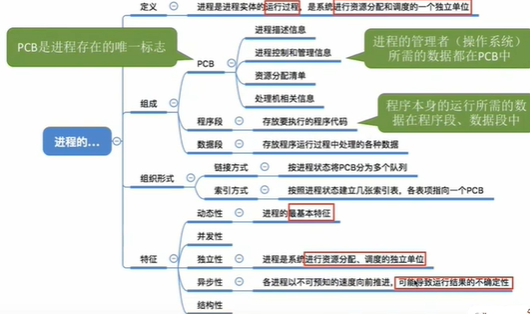 定义
进程是进程实体的运行过程，是系统进行资源分配和调度的一个独立单位
PCB是进程存在的唯一标志
进程描述信息
进程的管理者（操作系统）
所需的数据都在PCB中
PCB
进程控制和管理信息
资源分配清单
处理机相关信息
组成
程序本身的运行所需的数
据在程序段、数据段中
程序段
存放要执行的程序代码
数据段
存放程序运行过程中处理的各种数据
进程的...
组织形式
链接方式
按进程状态将PCB分为多个队列
索引方式
按照进程状态建立几张索引表，各表项指向一个PCB
动态性
进程的最基本特征
并发性
特征
独立性
进程是系统进行资源分配、调度的独立单位
异步性
各进程以不可预知的速度向前推进，可能导致运行结果的不确定性
结构性